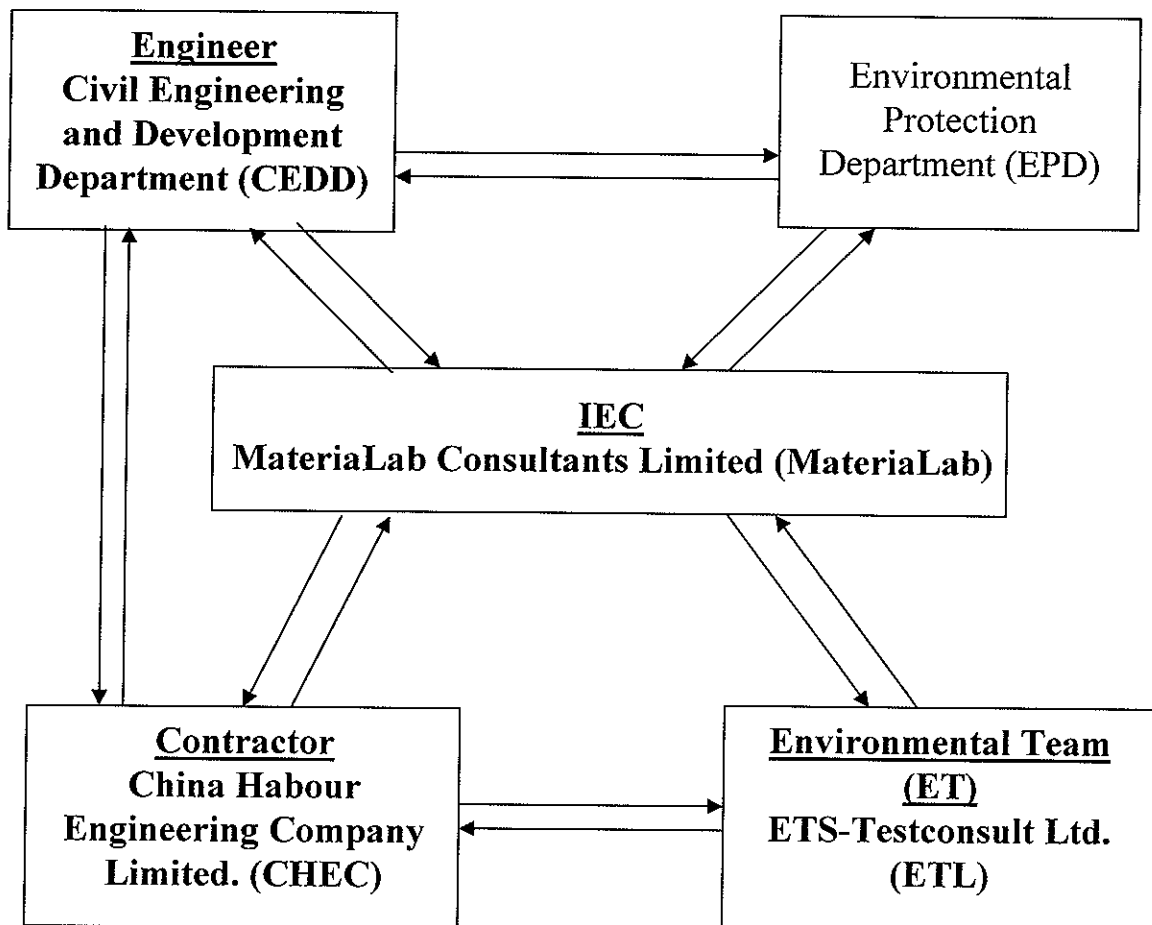 Engineer
Civil Engineering
and Development
Department (CEDD)
Environmental
Protection
Department (EPD)
IEC
MateriaLab Consultants Limited (MateriaLab)
Contractor
China Habour
Engineering Company
Limited. (CHEC)
Environmental Team
(ET)
ETS-Testconsult Ltd.
(ETL)